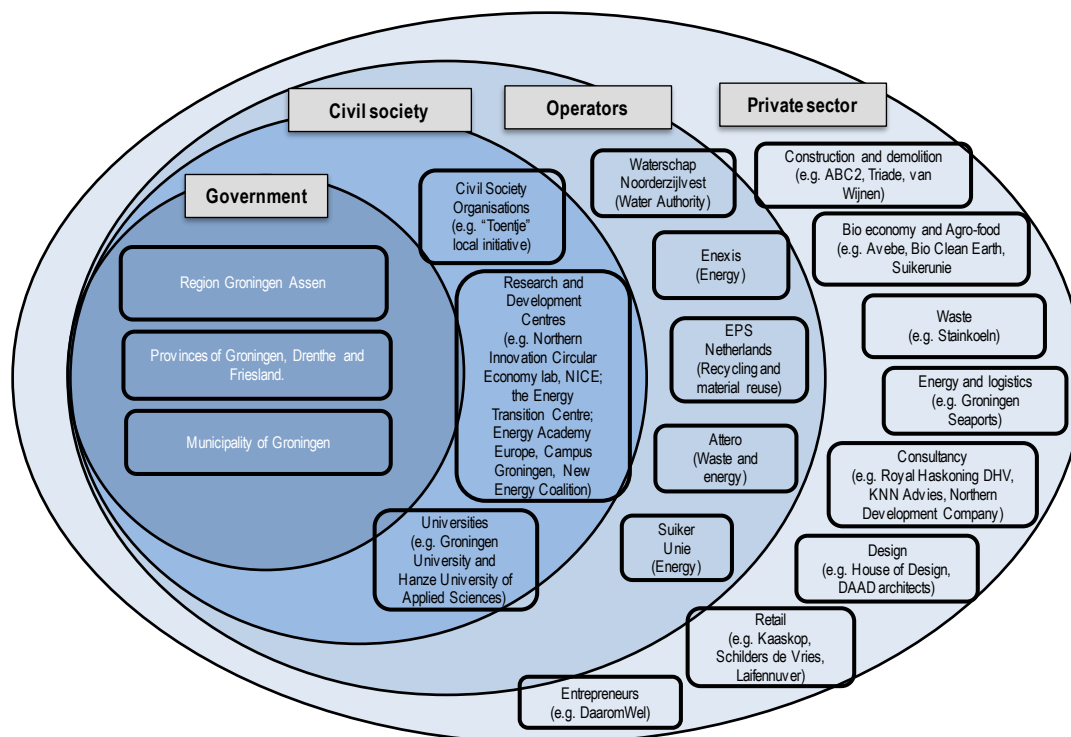 Civil society
Operators
Private sector
Government
Region Groningen Assen
Provinces of Groningen, Drenthe and
Friesland.
Municipality of Groningen
Civil Society
Organisations
(e.g. “Toentje”
local initiative)
Research and
Development
Centres
(e.g. Northern
Innovation Circular
Economy lab, NICE;
the Energy
Transition Centre;
Energy Academy
Europe, Campus
Groningen, New
Energy Coalition)
Universities
(e.g. Groningen
University and
Hanze University of
Applied Sciences)
Waterschap
Noorderzijlvest
(Water Authority)
Enexis
(Energy)
EPS
Netherlands
(Recycling and
material reuse)
Attero
(Waste and
energy)
Suiker
Unie
(Energy)
Construction and demolition
(e.g. ABC2, Triade, van
Wijnen)
Bio economy and Agro-food
(e.g. Avebe, Bio Clean Earth,
Suikerunie
Waste
(e.g. Stainkoeln)
Energy and logistics
(e.g. Groningen
Seaports)
Consultancy
(e.g. Royal Haskoning DHV,
KNN Advies, Northern
Development Company)
Design
(e.g. House of Design,
DAAD architects)
Retail
(e.g. Kaaskop,
Schilders de Vries,
Laifennuver)
Entrepreneurs
(e.g. DaaromWel)